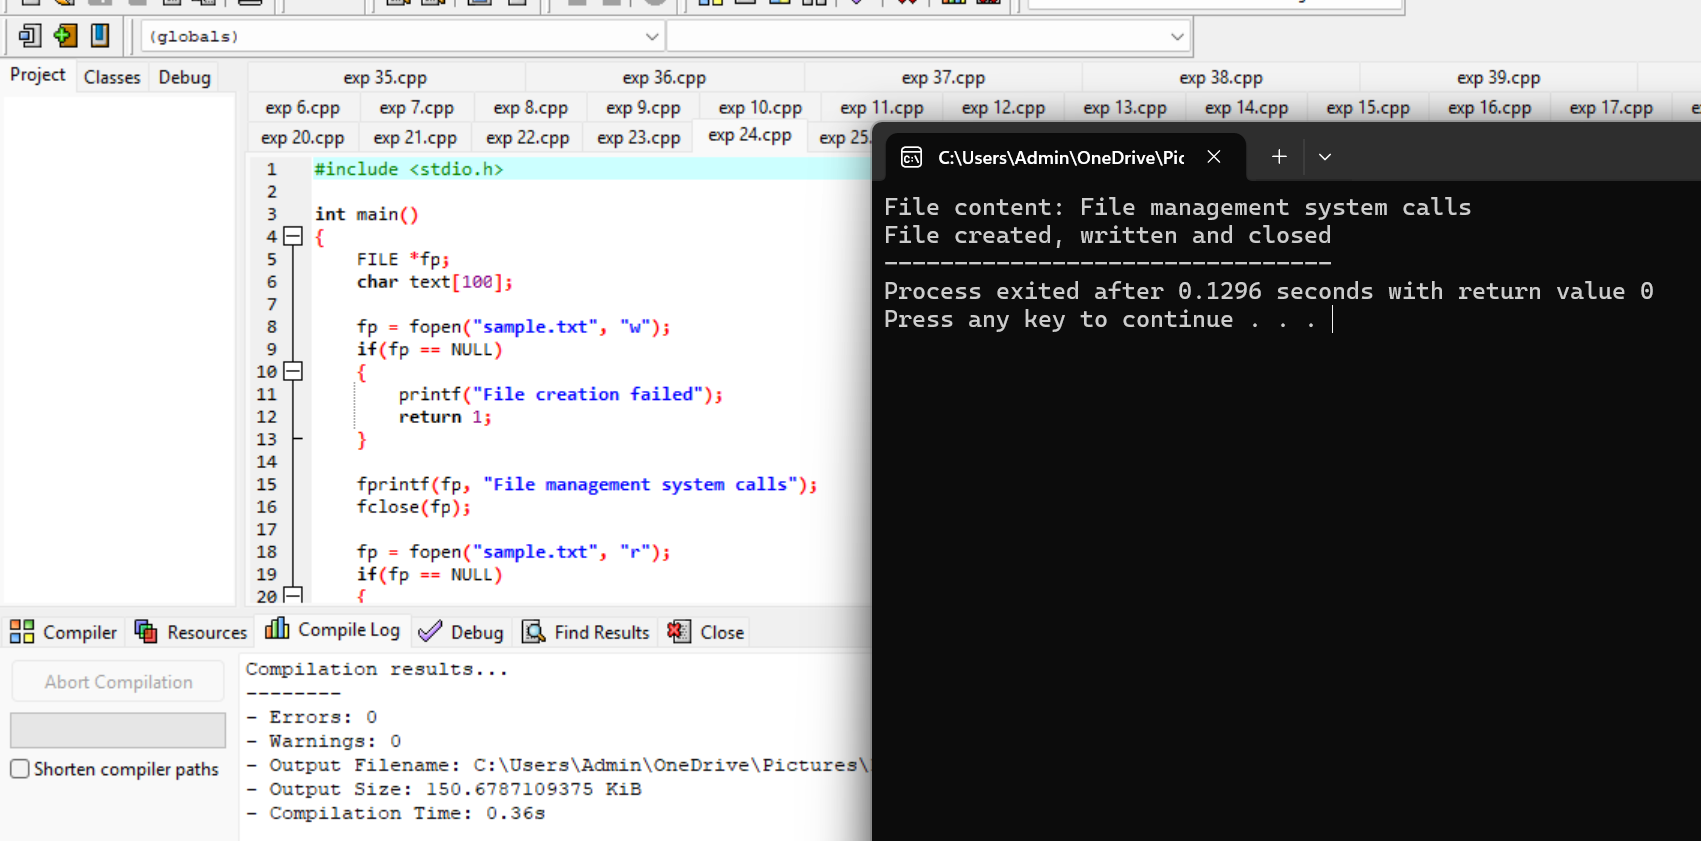 (globals)
Project Classes Debug
exp 35.cpp exp 36.cpp exp 37.cpp exp 38.cpp exp 39.cpp
exp 6.cpp exp 7.cpp exp 8.cpp exp 9.cpp exp 10.cpp exp 11.cpp exp 12.cpp exp 13.cpp exp 14.cpp exp 15.cpp exp 16.cpp exp 17.cpp
exp 20.cpp exp 21.cpp exp 22.cpp exp 23.cpp exp 24.cpp exp 25.
1 #include <stdio.h>
2
3 int main()
4 {
5 FILE *fp;
6 char text[100];
7
8 fp = fopen("sample.txt", "w");
9 if(fp == NULL)
10 {
11 printf("File creation failed");
12 return 1;
13 }
14
15 fprintf(fp, "File management system calls");
16 fclose(fp);
17
18 fp = fopen("sample.txt", "r");
19 if(fp == NULL)
20 {
C:\Users\Admin\OneDrive\Pic
File content: File management system calls
File created, written and closed
--------------------------------
Process exited after 0.1296 seconds with return value 0
Press any key to continue . . .
Compiler Resources Compile Log Debug Find Results Close
Abort Compilation
Shorten compiler paths
Compilation results...
--------
- Errors: 0
- Warnings: 0
- Output Filename: C:\Users\Admin\OneDrive\Pictures\
- Output Size: 150.6787109375 KiB
- Compilation Time: 0.36s